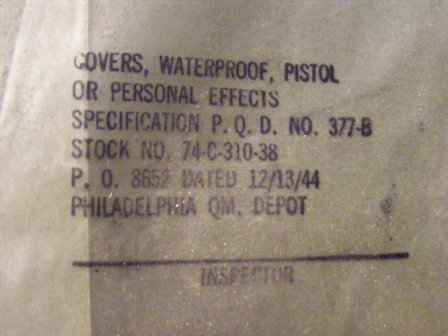 COVERS, WATERPROOF, PISTOL
OR PERSONAL EFFECTS
SPECIFICATION P. Q. D. NO. 377-B
STOCK NO. 74-C-310-38
P. O. 8652 DATED 12/13/44
PHILADELPHIA QM. DEPOT
INSPECTOR